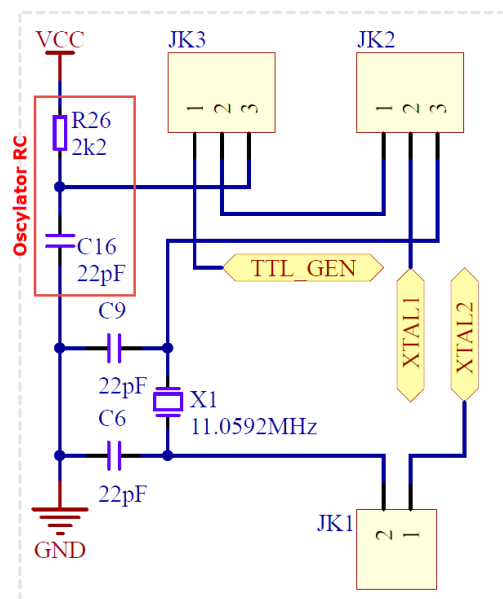 VCC
JK3
JK2
Oscylator RC
R26
2k2
1
2
3
1
2
3
C16
22pF
TTL_GEN
XTAL1
XTAL2
C9
22pF
X1
11.0592MHz
C6
22pF
JK1
2
1
GND